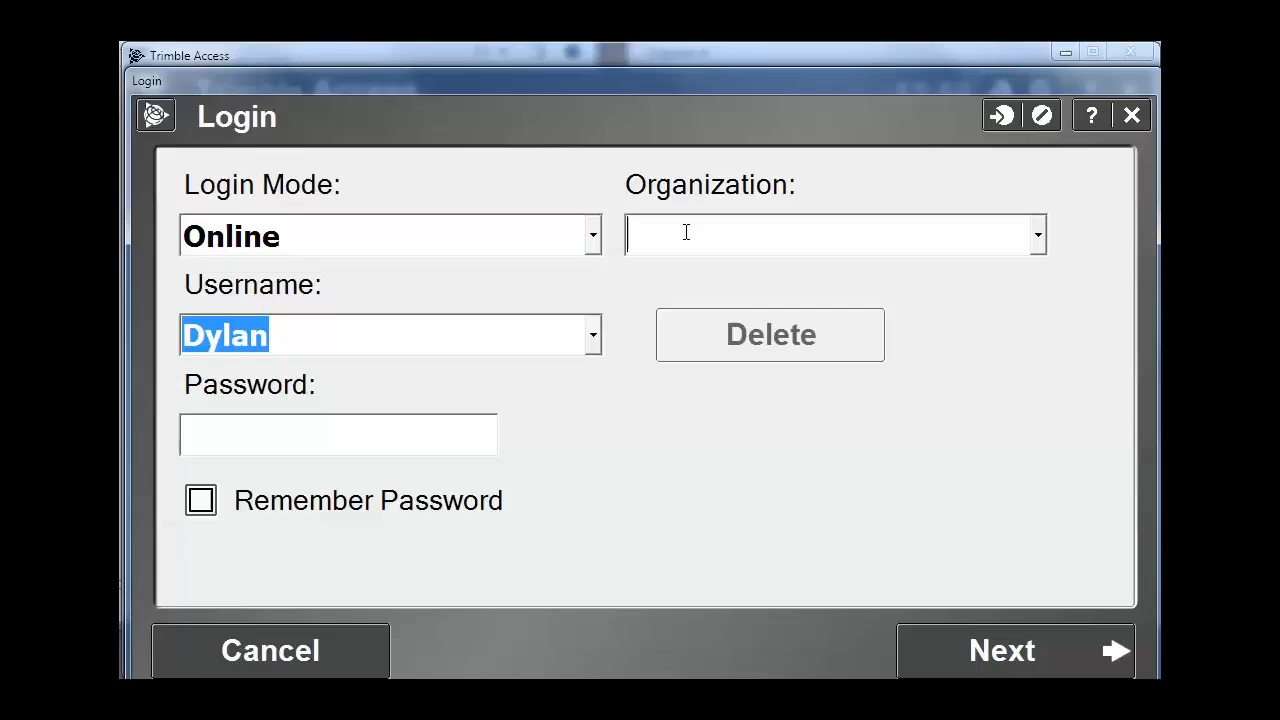 Trimble Access
Login
Login
?
Login Mode:
Organization:
Online
Username:
Dylan
Delete
Password:
Remember Password
Cancel
Next